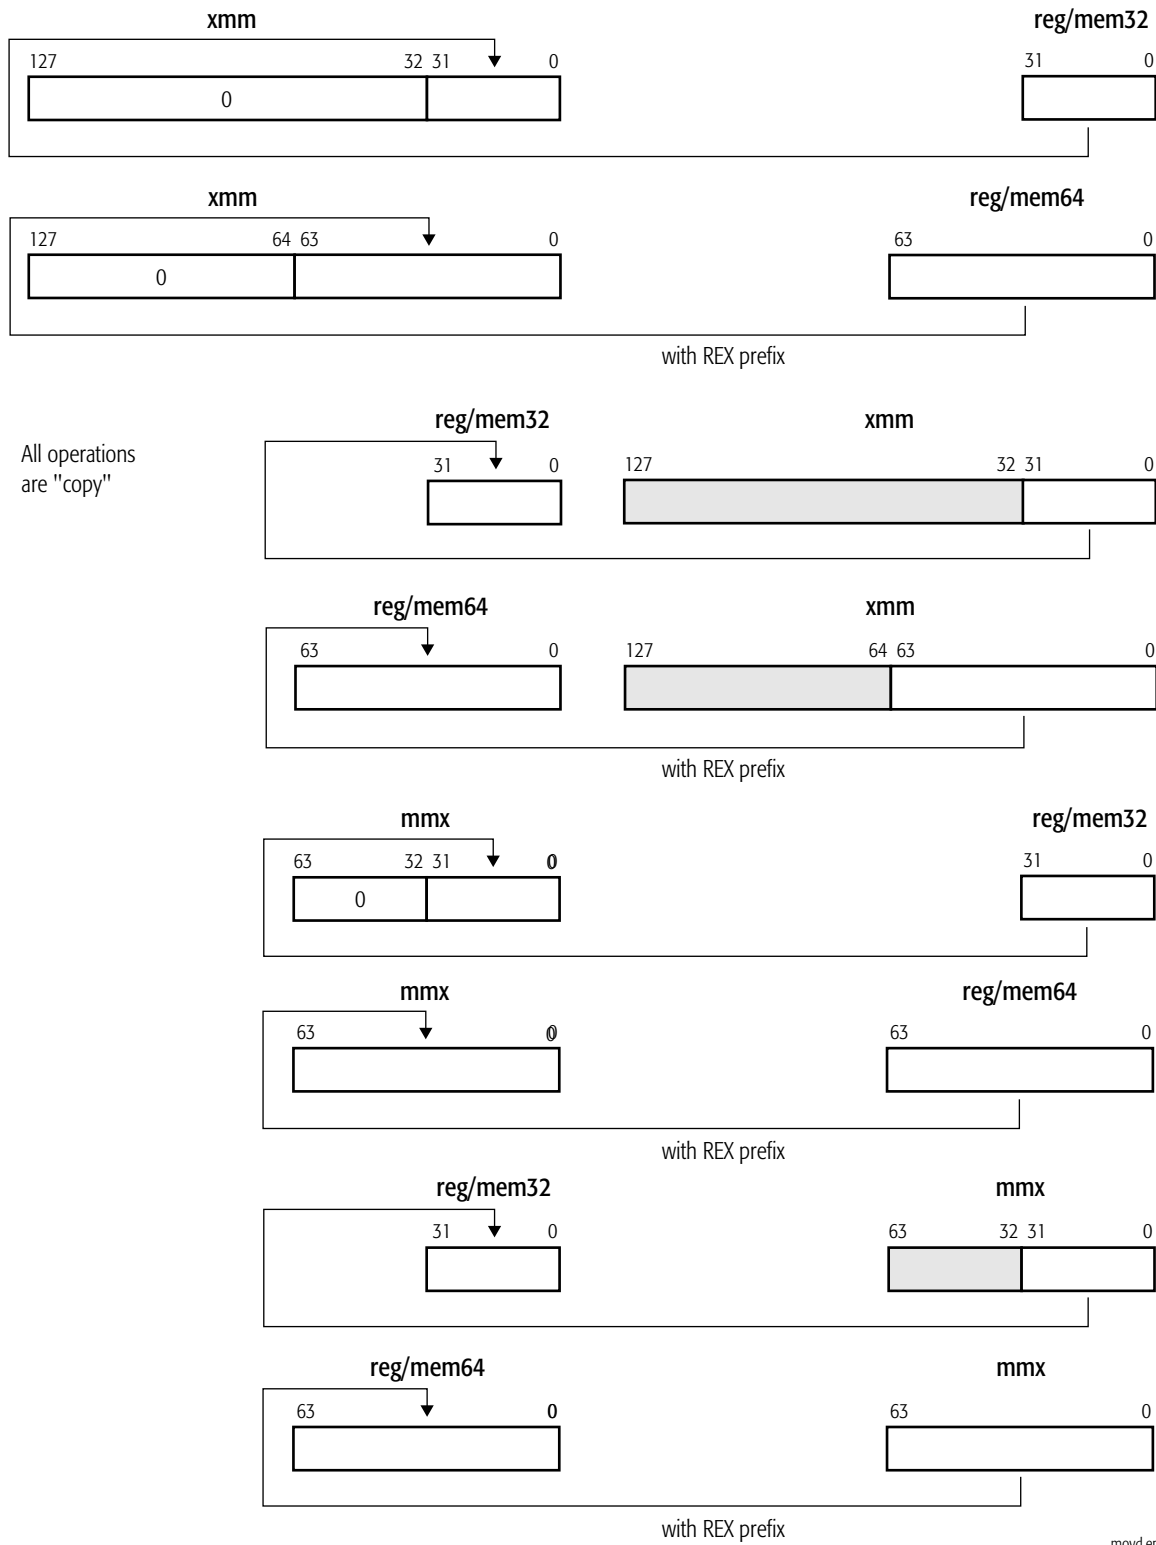 xmm reg/mem32
127 32 31 0 31 0
0
xmm reg/mem64
127 64 63 0 63 0
0
with REX prefix
reg/mem32 xmm
All operations
are "copy"
31 0 127 32 31 0
reg/mem64 xmm
63 0 127 64 63 0
with REX prefix
mmx reg/mem32
63 32 31 0 31 0
0
mmx reg/mem64
63 0 63 0
with REX prefix
reg/mem32 mmx
31 0 63 32 31 0
reg/mem64 mmx
63 0 63 0
with REX prefix